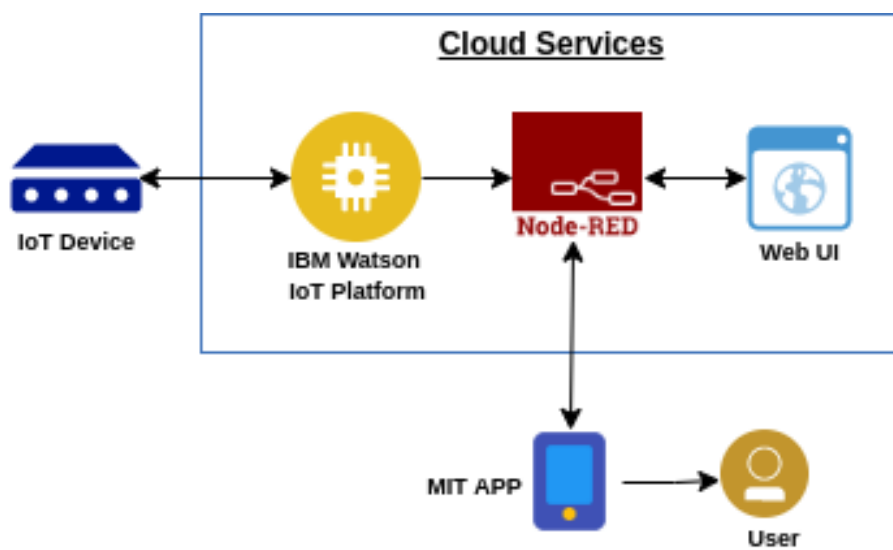 Cloud Services
IoT Device
IBM Watson
IoT Platform
Node-RED
Web UI
MIT APP
User